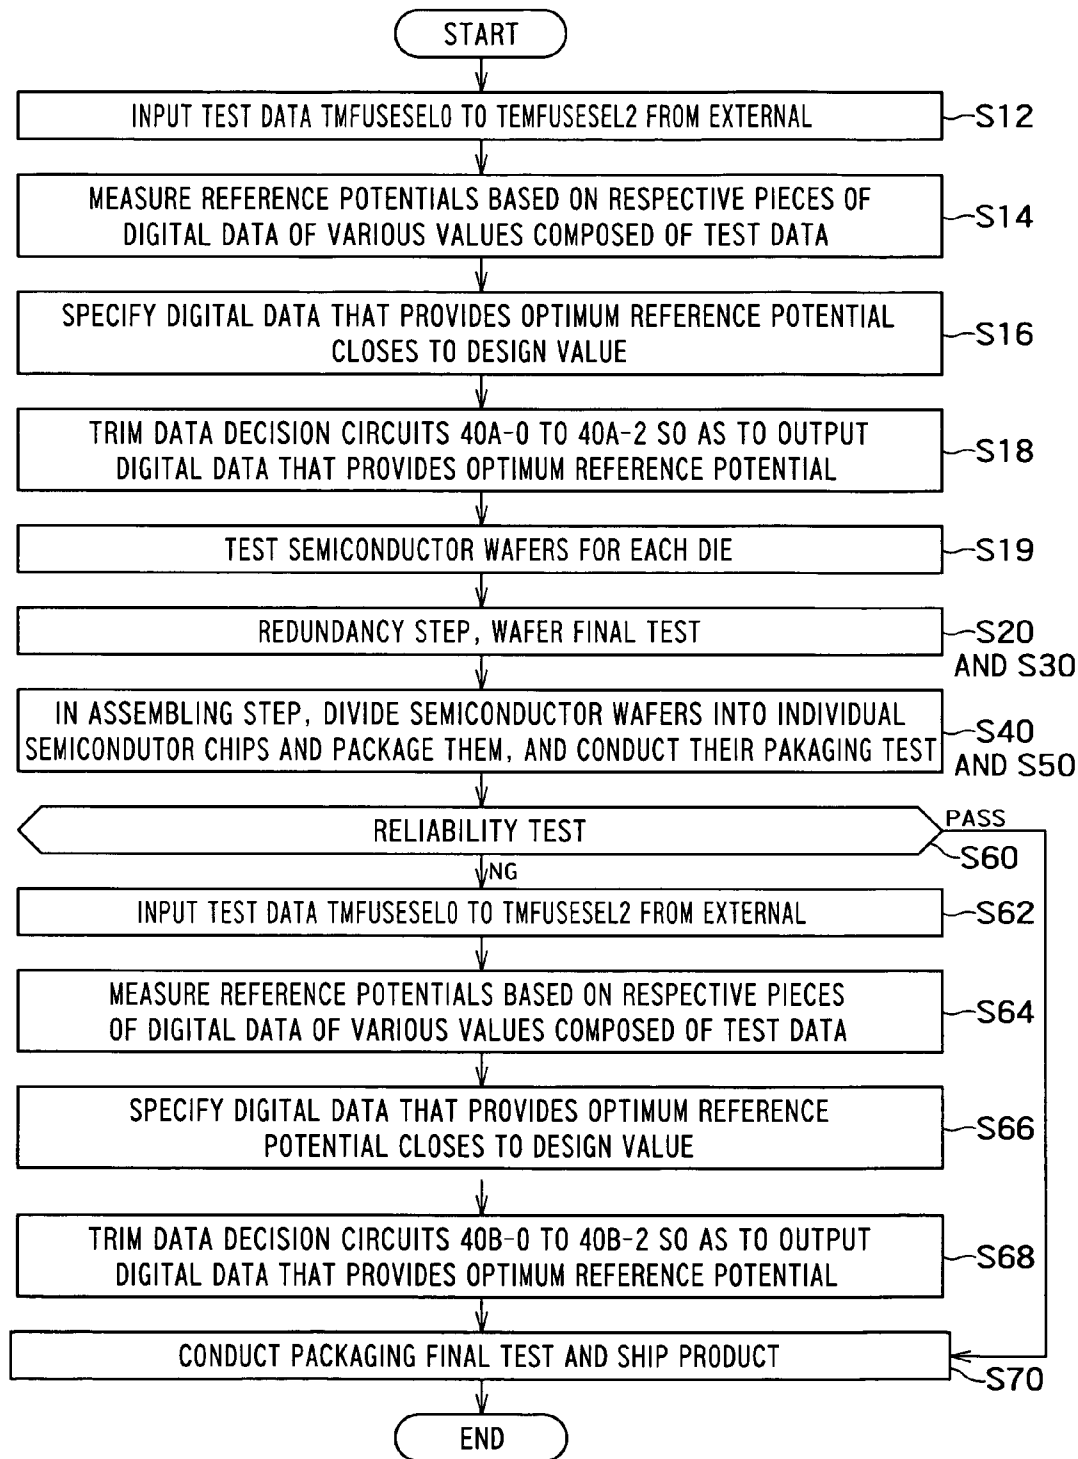 START
INPUT TEST DATA TMFUSESEL0 TO TEMFUSESEL2 FROM EXTERNAL
S12
MEASURE REFERENCE POTENTIALS BASED ON RESPECTIVE PIECES OF
DIGITAL DATA OF VARIOUS VALUES COMPOSED OF TEST DATA
S14
SPECIFY DIGITAL DATA THAT PROVIDES OPTIMUM REFERENCE POTENTIAL
CLOSES TO DESIGN VALUE
S16
TRIM DATA DECISION CIRCUITS 40A-0 TO 40A-2 SO AS TO OUTPUT
DIGITAL DATA THAT PROVIDES OPTIMUM REFERENCE POTENTIAL
S18
TEST SEMICONDUCTOR WAFERS FOR EACH DIE
S19
REDUNDANCY STEP, WAFER FINAL TEST
S20
AND S30
IN ASSEMBLING STEP, DIVIDE SEMICONDUCTOR WAFERS INTO INDIVIDUAL
SEMICONDUTOR CHIPS AND PACKAGE THEM, AND CONDUCT THEIR PAKAGING TEST
S40
AND S50
RELIABILITY TEST
PASS
S60
NG
INPUT TEST DATA TMFUSESEL0 TO TMFUSESEL2 FROM EXTERNAL
S62
MEASURE REFERENCE POTENTIALS BASED ON RESPECTIVE PIECES
OF DIGITAL DATA OF VARIOUS VALUES COMPOSED OF TEST DATA
S64
SPECIFY DIGITAL DATA THAT PROVIDES OPTIMUM REFERENCE
POTENTIAL CLOSES TO DESIGN VALUE
S66
TRIM DATA DECISION CIRCUITS 40B-0 TO 40B-2 SO AS TO OUTPUT
DIGITAL DATA THAT PROVIDES OPTIMUM REFERENCE POTENTIAL
S68
CONDUCT PACKAGING FINAL TEST AND SHIP PRODUCT
S70
END